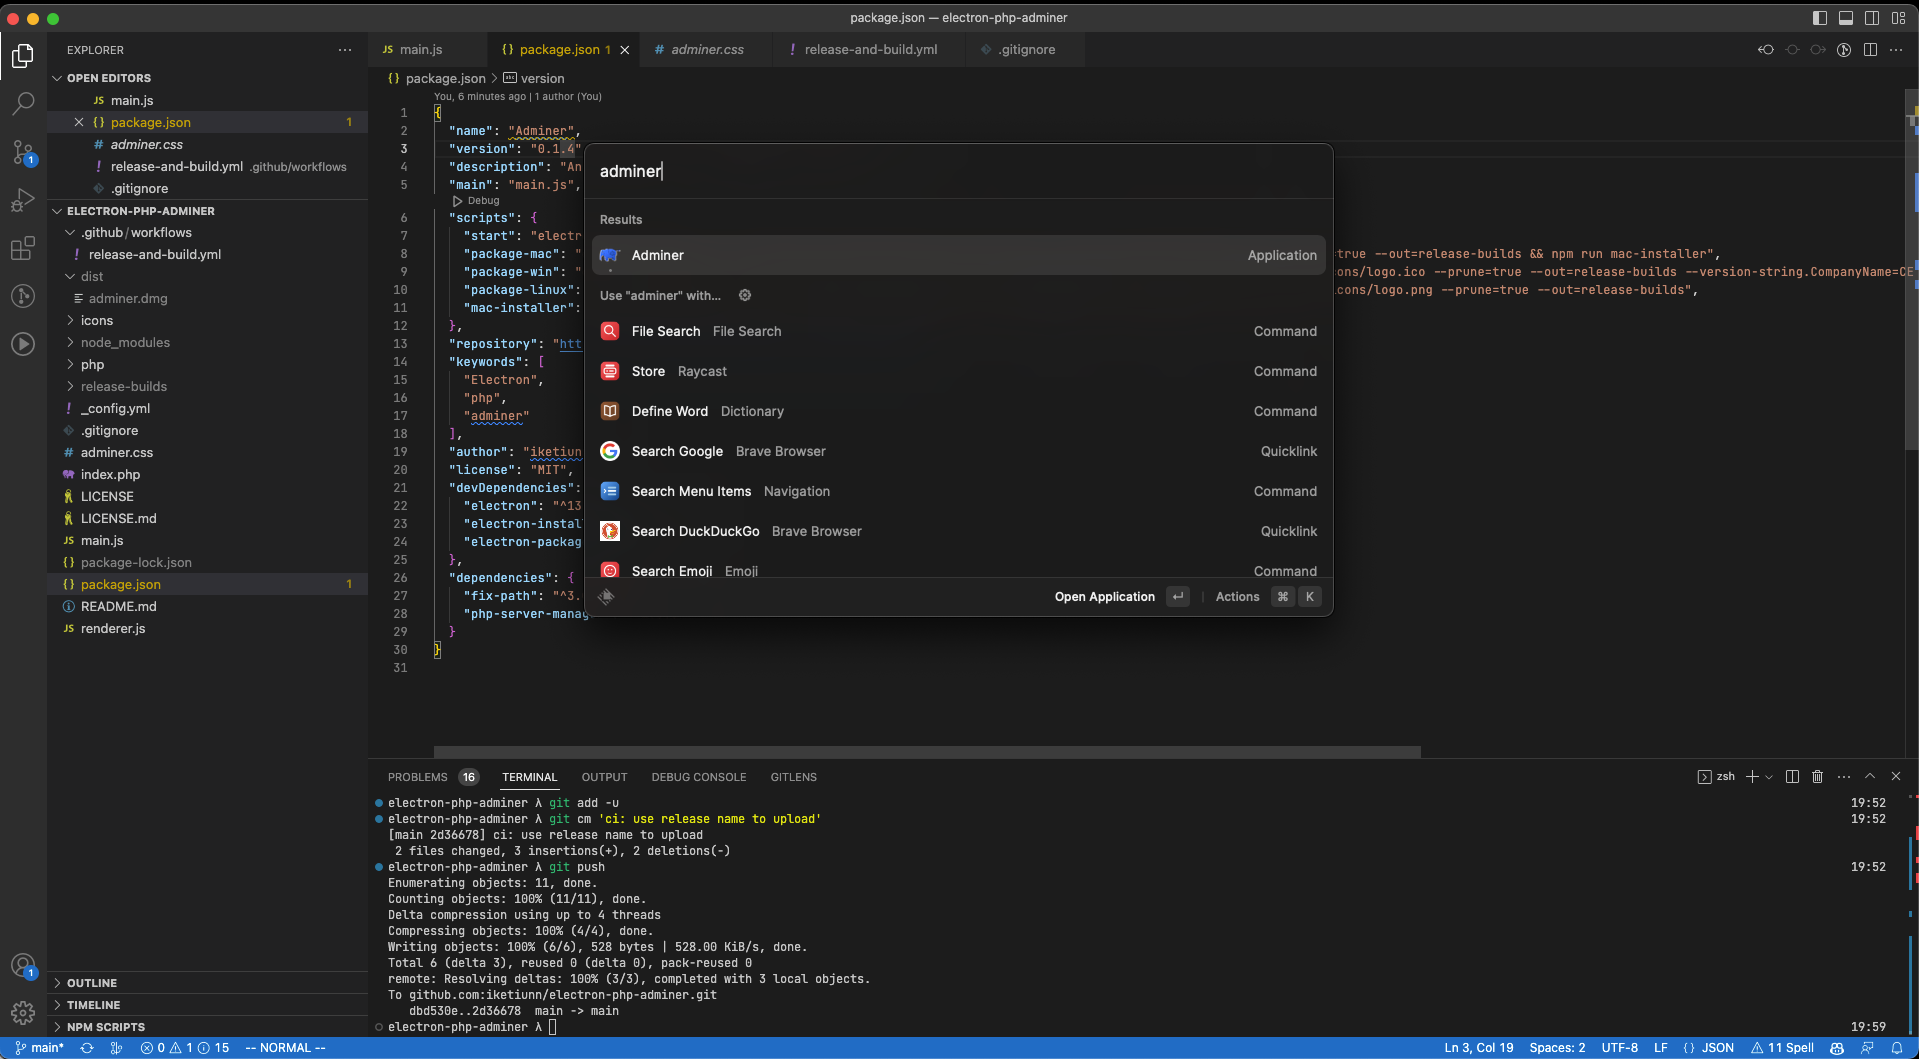 package.json — electron-php-adminer
EXPLORER
OPEN EDITORS
JS main.js
{} package.json 1
# adminer.css
! release-and-build.yml .github/workflows
.gitignore
ELECTRON-PHP-ADMINER
.github/workflows
! release-and-build.yml
dist
adminer.dmg
icons
node_modules
php
release-builds
! _config.yml
.gitignore
# adminer.css
index.php
LICENSE
LICENSE.md
JS main.js
{} package-lock.json
{} package.json 1
README.md
JS renderer.js
OUTLINE
TIMELINE
NPM SCRIPTS
JS main.js
{} package.json 1
# adminer.css
! release-and-build.yml
.gitignore
{} package.json > abc version
You, 6 minutes ago | 1 author (You)
1 {
2 "name": "Adminer",
3 "version": "0.1.4"
4 "description": "An
5 "main": "main.js",
Debug
6 "scripts": {
7 "start": "electr
8 "package-mac": " true --out=release-builds && npm run mac-installer",
9 "package-win": " ons/logo.ico --prune=true --out=release-builds --version-string.CompanyName=CE
10 "package-linux": cons/logo.png --prune=true --out=release-builds",
11 "mac-installer":
12 },
13 "repository": "htt
14 "keywords": [
15 "Electron",
16 "php",
17 "adminer"
18 ],
19 "author": "iketiun
20 "license": "MIT",
21 "devDependencies":
22 "electron": "^13
23 "electron-instal
24 "electron-packag
25 },
26 "dependencies": {
27 "fix-path": "^3.
28 "php-server-manag
29 }
30 }
31
adminer
Results
Adminer Application
Use "adminer" with...
File Search File Search Command
Store Raycast Command
Define Word Dictionary Command
Search Google Brave Browser Quicklink
Search Menu Items Navigation Command
Search DuckDuckGo Brave Browser Quicklink
Search Emoji Emoji Command
Open Application ↵ | Actions ⌘ K
PROBLEMS 16 TERMINAL OUTPUT DEBUG CONSOLE GITLENS
zsh
electron-php-adminer λ git add -u 19:52
electron-php-adminer λ git cm 'ci: use release name to upload' 19:52
[main 2d36678] ci: use release name to upload
2 files changed, 3 insertions(+), 2 deletions(-)
electron-php-adminer λ git push 19:52
Enumerating objects: 11, done.
Counting objects: 100% (11/11), done.
Delta compression using up to 4 threads
Compressing objects: 100% (4/4), done.
Writing objects: 100% (6/6), 528 bytes | 528.00 KiB/s, done.
Total 6 (delta 3), reused 0 (delta 0), pack-reused 0
remote: Resolving deltas: 100% (3/3), completed with 3 local objects.
To github.com:iketiunn/electron-php-adminer.git
dbd530e..2d36678 main -> main
electron-php-adminer λ 19:59
1
1
main* 0 1 15 -- NORMAL --
Ln 3, Col 19 Spaces: 2 UTF-8 LF {} JSON 11 Spell